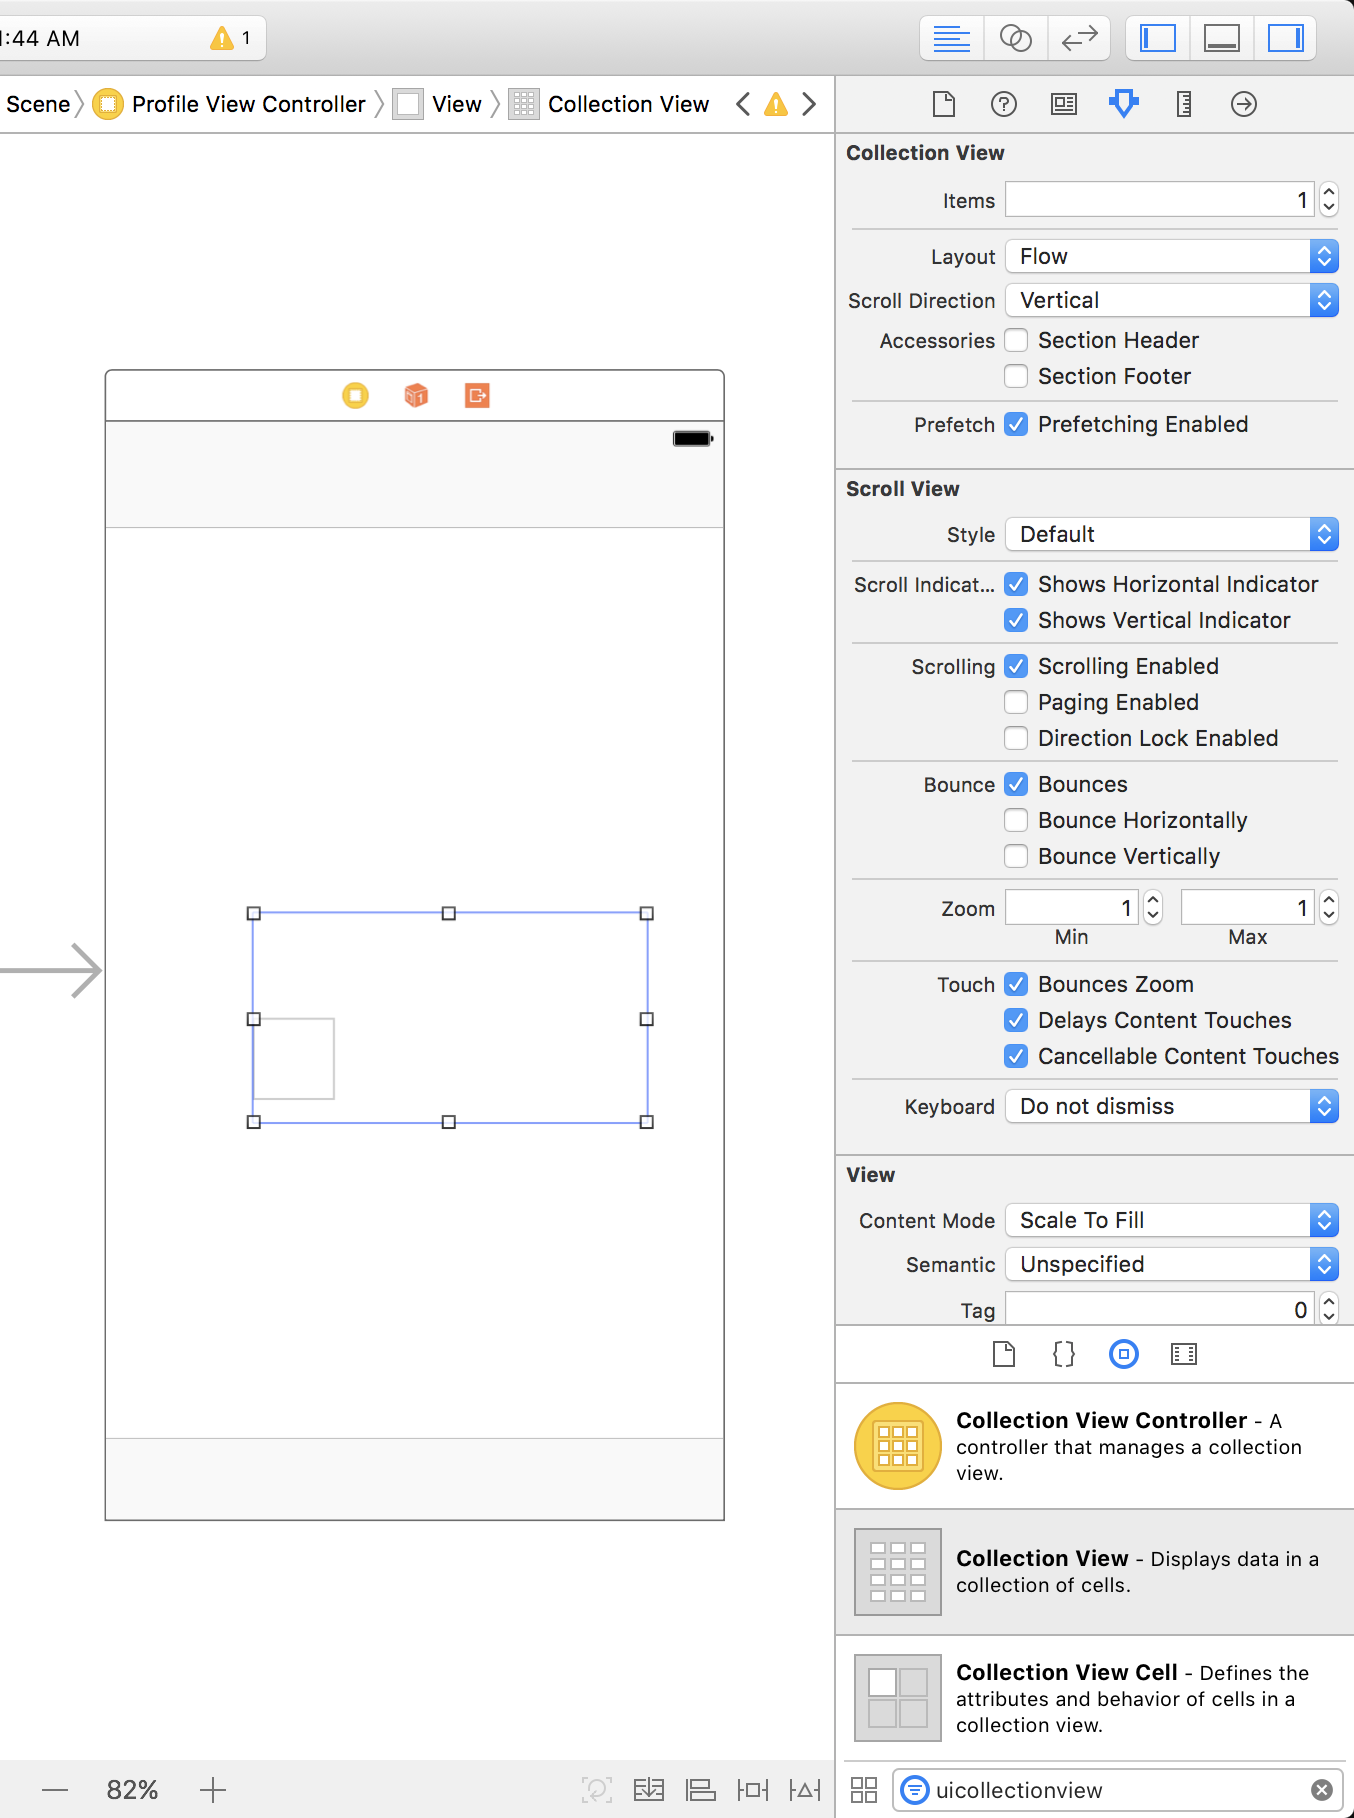 :44 AM
1
Scene
Profile View Controller
View
Collection View
Collection View
Items 1
Layout Flow
Scroll Direction Vertical
Accessories Section Header
Section Footer
Prefetch Prefetching Enabled
Scroll View
Style Default
Scroll Indicat... Shows Horizontal Indicator
Shows Vertical Indicator
Scrolling Scrolling Enabled
Paging Enabled
Direction Lock Enabled
Bounce Bounces
Bounce Horizontally
Bounce Vertically
Zoom 1 1
Min Max
Touch Bounces Zoom
Delays Content Touches
Cancellable Content Touches
Keyboard Do not dismiss
View
Content Mode Scale To Fill
Semantic Unspecified
Tag 0
Collection View Controller - A
controller that manages a collection
view.
Collection View - Displays data in a
collection of cells.
Collection View Cell - Defines the
attributes and behavior of cells in a
collection view.
82%
uicollectionview